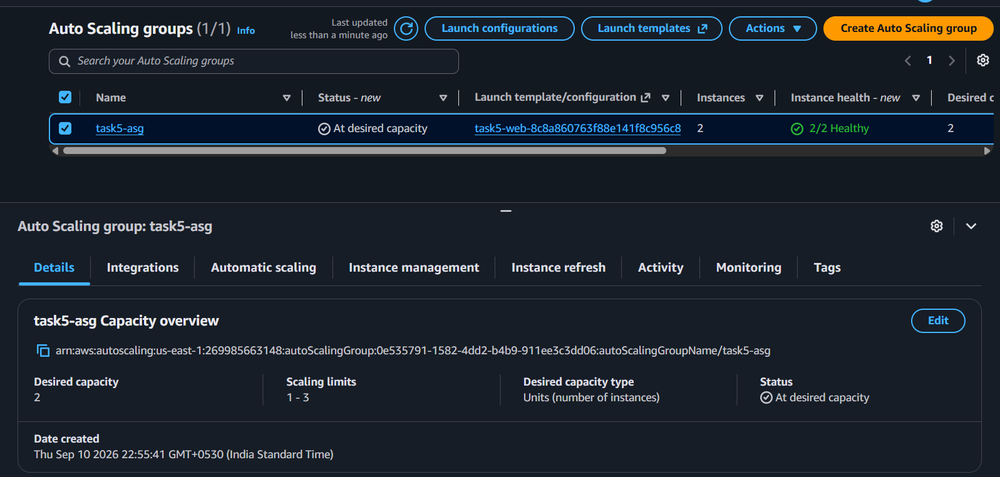 Auto Scaling groups (1/1) Info
Last updated
less than a minute ago
Launch configurations
Launch templates
Actions
Create Auto Scaling group
Search your Auto Scaling groups
1
Name
Status - new
Launch template/configuration
Instances
Instance health - new
Desired c
task5-asg
At desired capacity
task5-web-8c8a860763f88e141f8c956c8
2
2/2 Healthy
2
Auto Scaling group: task5-asg
Details
Integrations
Automatic scaling
Instance management
Instance refresh
Activity
Monitoring
Tags
task5-asg Capacity overview
Edit
arn:aws:autoscaling:us-east-1:269985663148:autoScalingGroup:0e535791-1582-4dd2-b4b9-911ee3c3dd06:autoScalingGroupName/task5-asg
Desired capacity
2
Scaling limits
1 - 3
Desired capacity type
Units (number of instances)
Status
At desired capacity
Date created
Thu Sep 10 2026 22:55:41 GMT+0530 (India Standard Time)